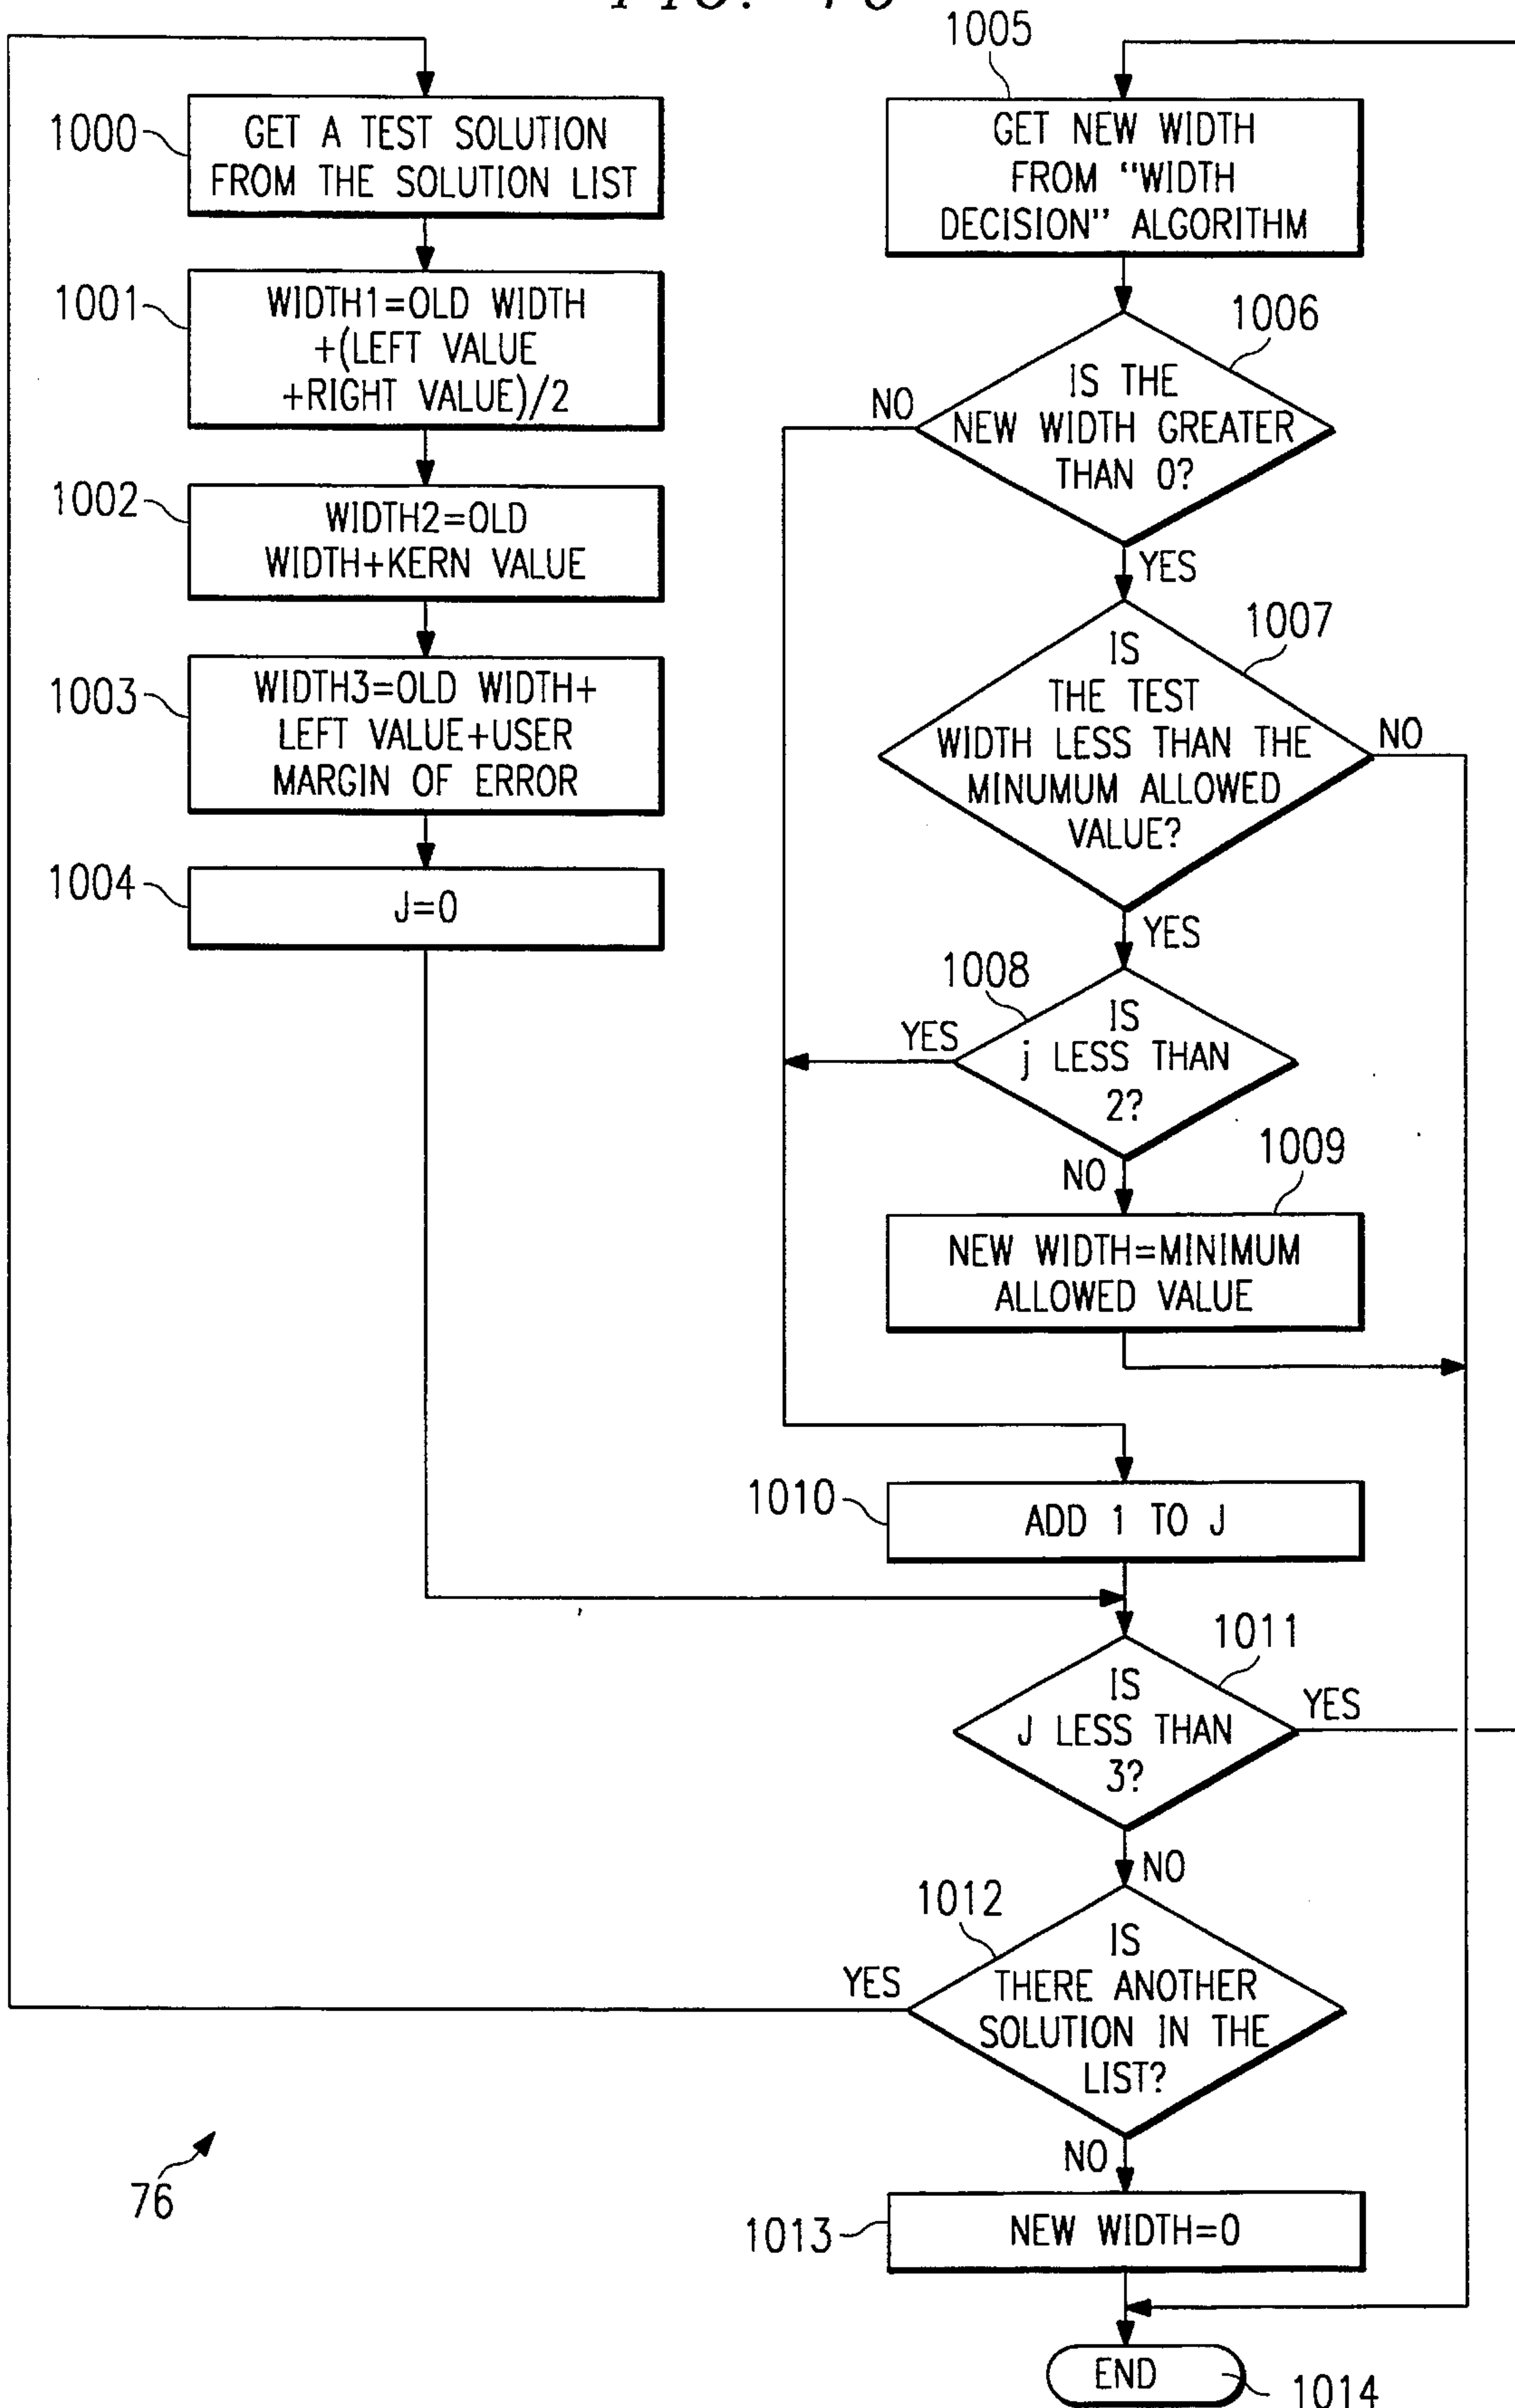 1000
GET A TEST SOLUTION
FROM THE SOLUTION LIST
1001
WIDTH1=OLD WIDTH
+(LEFT VALUE
+RIGHT VALUE)/2
1002
WIDTH2=OLD
WIDTH+KERN VALUE
1003
WIDTH3=OLD WIDTH+
LEFT VALUE+USER
MARGIN OF ERROR
1004
J=0
1005
GET NEW WIDTH
FROM "WIDTH
DECISION" ALGORITHM
1006
IS THE
NEW WIDTH GREATER
THAN 0?
NO
YES
1007
IS
THE TEST
WIDTH LESS THAN THE
MINUMUM ALLOWED
VALUE?
NO
YES
1008
IS
j LESS THAN
2?
YES
NO
1009
NEW WIDTH=MINIMUM
ALLOWED VALUE
1010
ADD 1 TO J
1011
IS
J LESS THAN
3?
YES
NO
1012
IS
THERE ANOTHER
SOLUTION IN THE
LIST?
YES
NO
76
1013
NEW WIDTH=0
END
1014